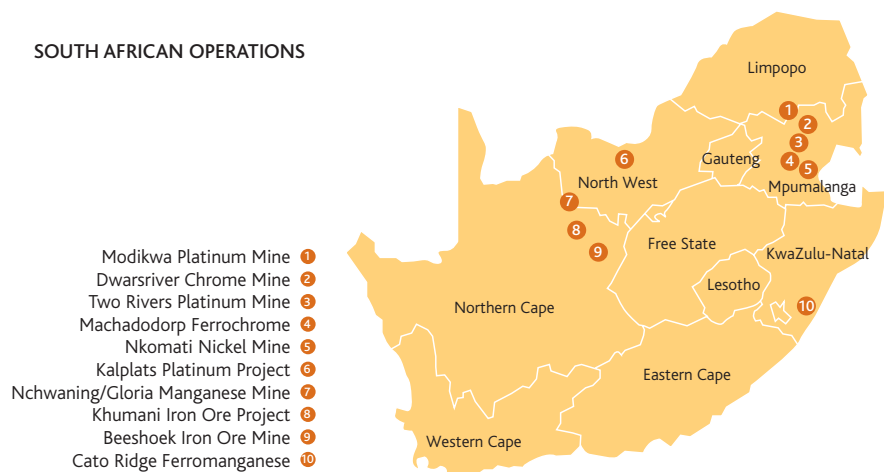 SOUTH AFRICAN OPERATIONS
Modikwa Platinum Mine 1
Dwarsriver Chrome Mine 2
Two Rivers Platinum Mine 3
Machadodorp Ferrochrome 4
Nkomati Nickel Mine 5
Kalplats Platinum Project 6
Nchwaning/Gloria Manganese Mine 7
Khumani Iron Ore Project 8
Beeshoek Iron Ore Mine 9
Cato Ridge Ferromanganese 10
Limpopo
1
2
3
4
5
Gauteng
Mpumalanga
6
North West
7
8
9
Free State
KwaZulu-Natal
Lesotho
10
Northern Cape
Eastern Cape
Western Cape